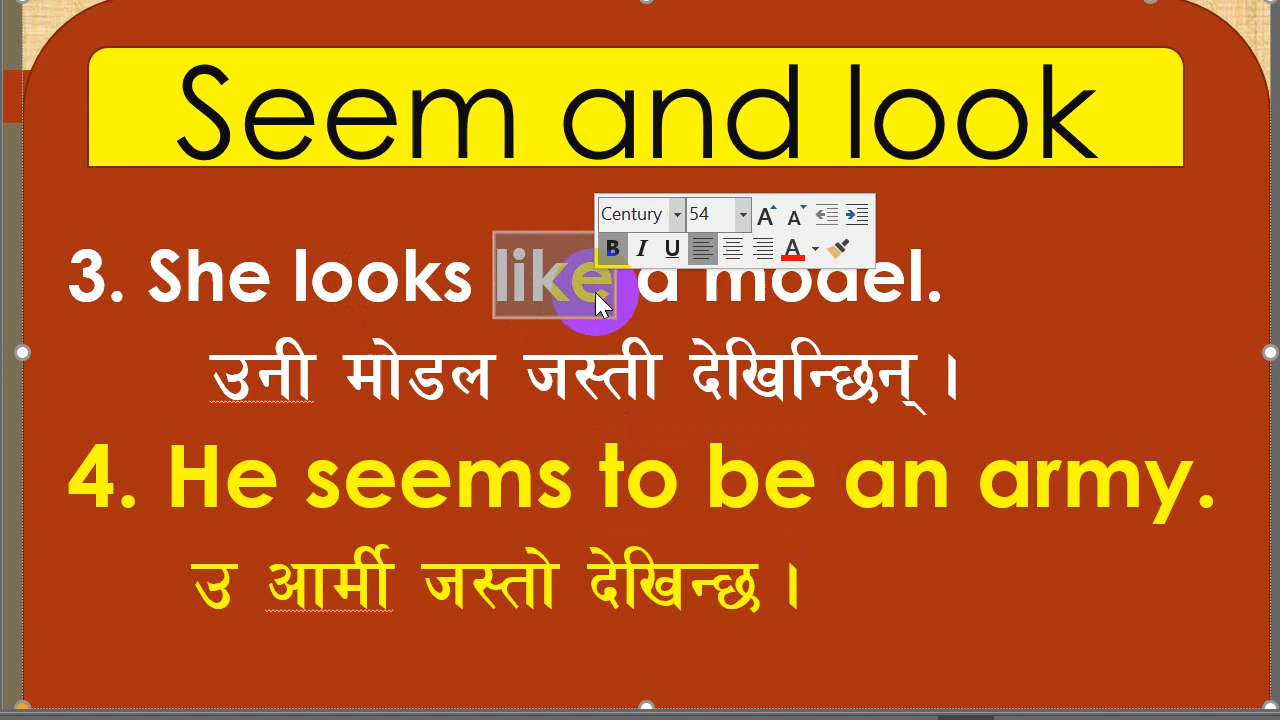 Seem and look
Century 54
B I U A
3. She looks like a model.
उनी मोडल जस्ती देखिन्छिन् ।
4. He seems to be an army.
उ आर्मी जस्तो देखिन्छ ।